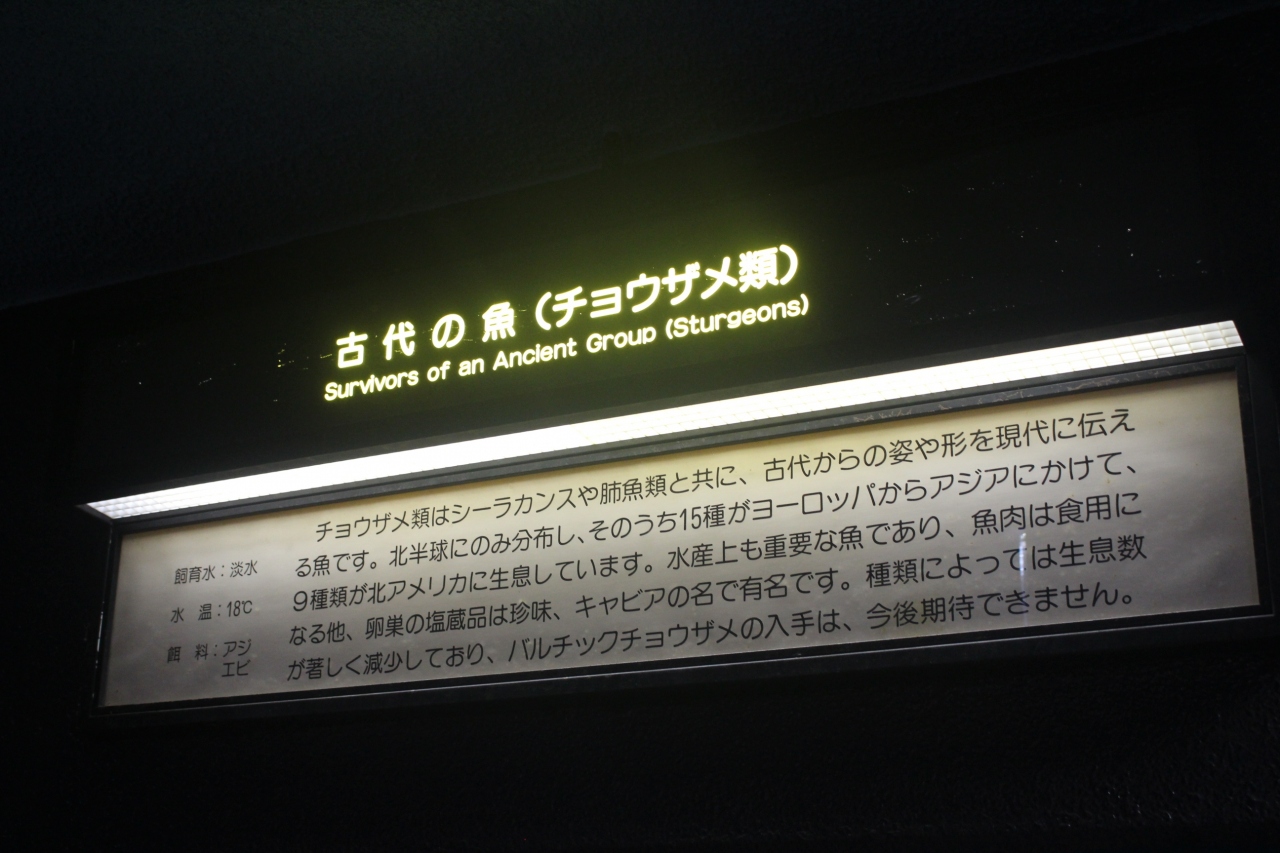 古代の魚（チョウザメ類）
Survivors of an Ancient Group (Sturgeons)
飼育水：淡水
水　温：18℃
餌　料：アジ
エビ
チョウザメ類はシーラカンスや肺魚類と共に、古代からの姿や形を現代に伝え
る魚です。北半球にのみ分布し、そのうち15種がヨーロッパからアジアにかけて、
9種類が北アメリカに生息しています。水産上も重要な魚であり、魚肉は食用に
なる他、卵巣の塩蔵品は珍味、キャビアの名で有名です。種類によっては生息数
が著しく減少しており、バルチックチョウザメの入手は、今後期待できません。